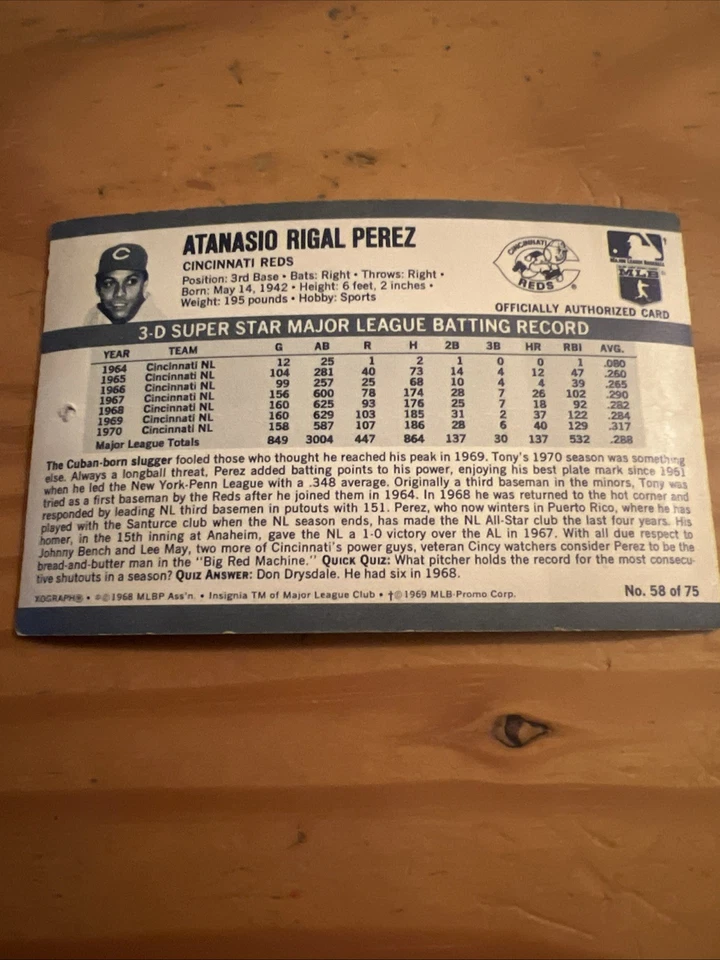 ATANASIO RIGAL PEREZ
CINCINNATI REDS
Position: 3rd Base • Bats: Right • Throws: Right •
Born: May 14, 1942 • Height: 6 feet, 2 inches •
Weight: 195 pounds • Hobby: Sports
C
CINCINNATI
REDS
®
MAJOR LEAGUE BASEBALL
MLB
OFFICIALLY AUTHORIZED CARD
3-D SUPER STAR MAJOR LEAGUE BATTING RECORD
YEAR TEAM G AB R H 2B 3B HR RBI AVG.
1964 Cincinnati NL 12 25 1 2 1 0 0 1 .080
1965 Cincinnati NL 104 281 40 73 14 4 12 47 .260
1966 Cincinnati NL 99 257 25 68 10 4 4 39 .265
1967 Cincinnati NL 156 600 78 174 28 7 26 102 .290
1968 Cincinnati NL 160 625 93 176 25 7 18 92 .282
1969 Cincinnati NL 160 629 103 185 31 2 37 122 .284
1970 Cincinnati NL 158 587 107 186 28 6 40 129 .317
Major League Totals 849 3004 447 864 137 30 137 532 .288
The Cuban-born slugger fooled those who thought he reached his peak in 1969. Tony's 1970 season was something
else. Always a longball threat, Perez added batting points to his power, enjoying his best plate mark since 1961
when he led the New York-Penn League with a .348 average. Originally a third baseman in the minors, Tony was
tried as a first baseman by the Reds after he joined them in 1964. In 1968 he was returned to the hot corner and
responded by leading NL third basemen in putouts with 151. Perez, who now winters in Puerto Rico, where he has
played with the Santurce club when the NL season ends, has made the NL All-Star club the last four years. His
homer, in the 15th inning at Anaheim, gave the NL a 1-0 victory over the AL in 1967. With all due respect to
Johnny Bench and Lee May, two more of Cincinnati's power guys, veteran Cincy watchers consider Perez to be the
bread-and-butter man in the "Big Red Machine." QUICK QUIZ: What pitcher holds the record for the most consecu-
tive shutouts in a season? QUIZ ANSWER: Don Drysdale. He had six in 1968.
XOGRAPH® • ®©1968 MLBP Ass'n. • Insignia TM of Major League Club • †©1969 MLB Promo Corp.
No. 58 of 75